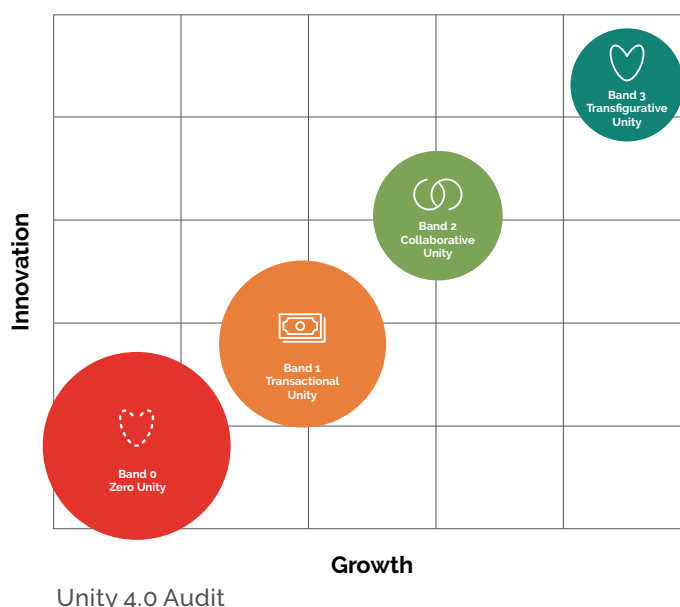 Band 3
Transfigurative
Unity
Band 2
Collaborative
Unity
Innovation
Band 1
Transactional
Unity
Band 0
Zero Unity
Growth
Unity 4.0 Audit